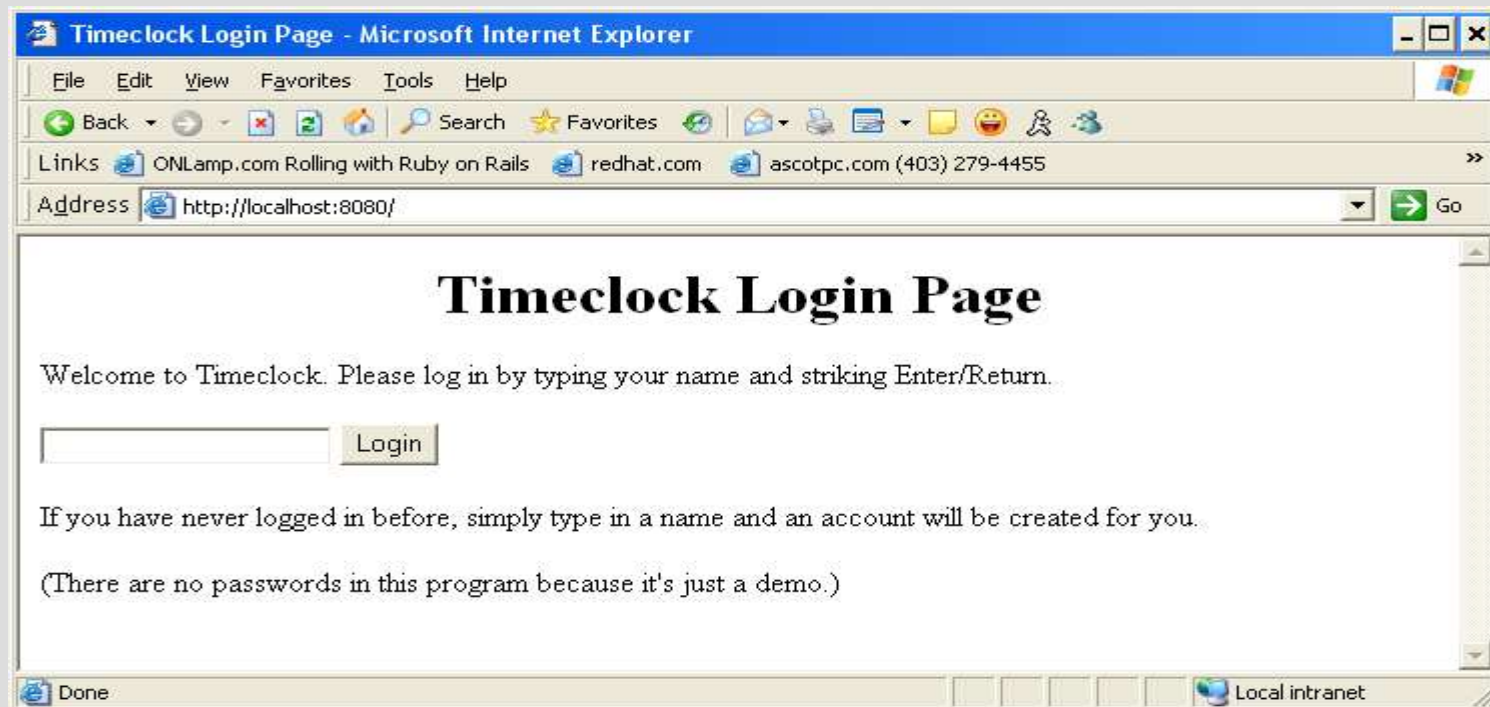 Timeclock Login Page - Microsoft Internet Explorer
File Edit View Favorites Tools Help
Back Search Favorites
Links ONLamp.com Rolling with Ruby on Rails redhat.com ascotpc.com (403) 279-4455 »
Address http://localhost:8080/ Go
Timeclock Login Page
Welcome to Timeclock. Please log in by typing your name and striking Enter/Return.
Login
If you have never logged in before, simply type in a name and an account will be created for you.
(There are no passwords in this program because it's just a demo.)
Done Local intranet